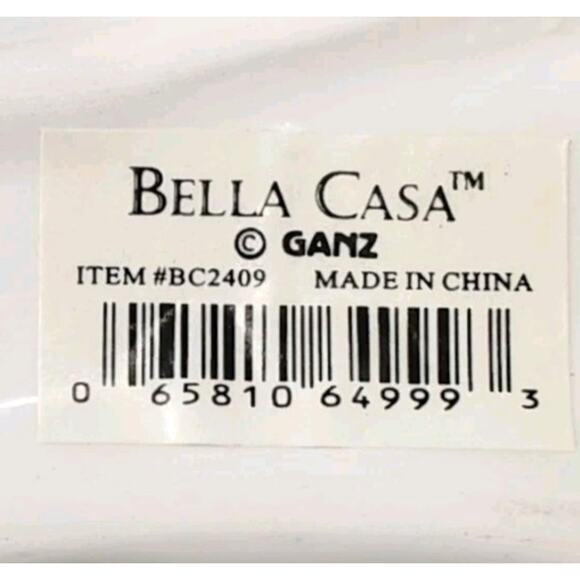 BELLA CASA™
© GANZ
ITEM #BC2409 MADE IN CHINA
0 65810 64999 3